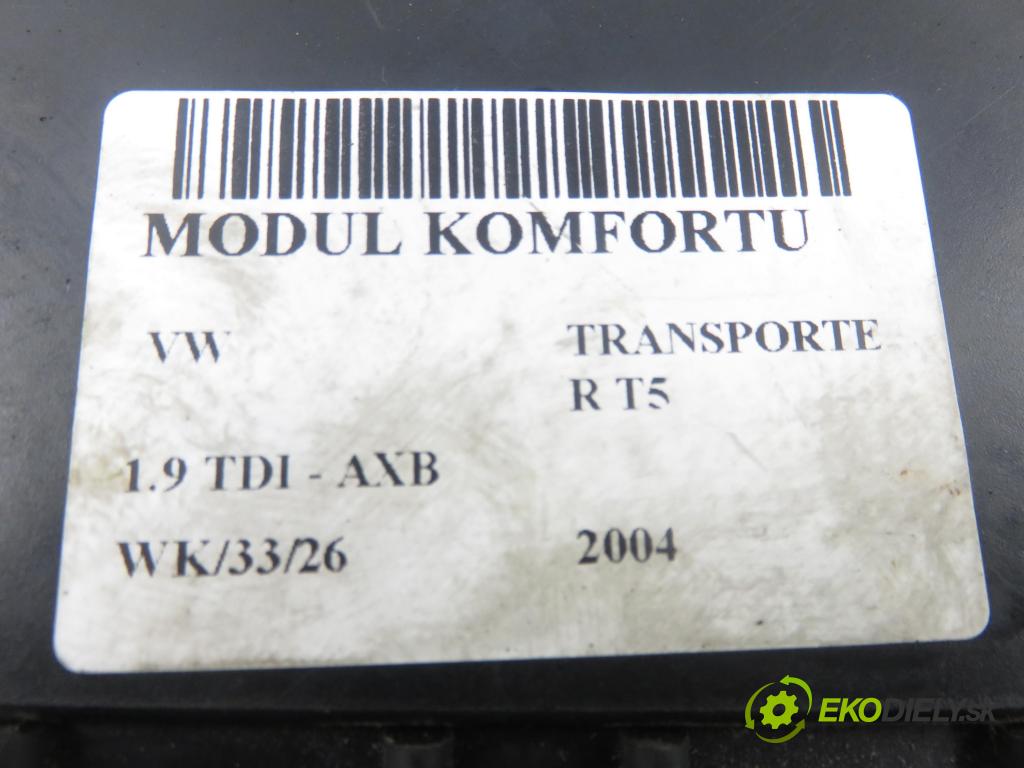 MODUL KOMFORTU
VW
TRANSPORTE
R T5
1.9 TDI - AXB
WK/33/26
2004
EKODIELY.SK